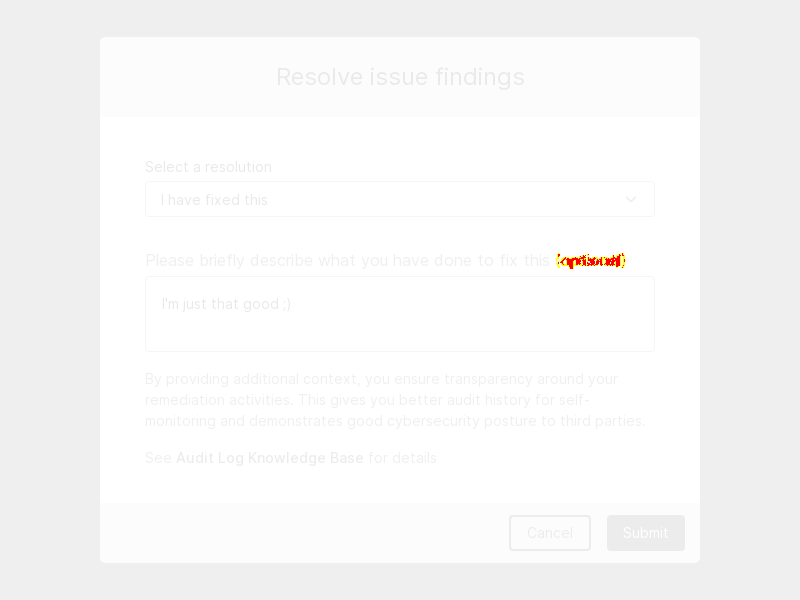 Resolve issue findings
Select a resolution
I have fixed this
Please briefly describe what you have done to fix this (optional)
I'm just that good ;)
By providing additional context, you ensure transparency around your
remediation activities. This gives you better audit history for self-
monitoring and demonstrates good cybersecurity posture to third parties.
See Audit Log Knowledge Base for details
Cancel
Submit